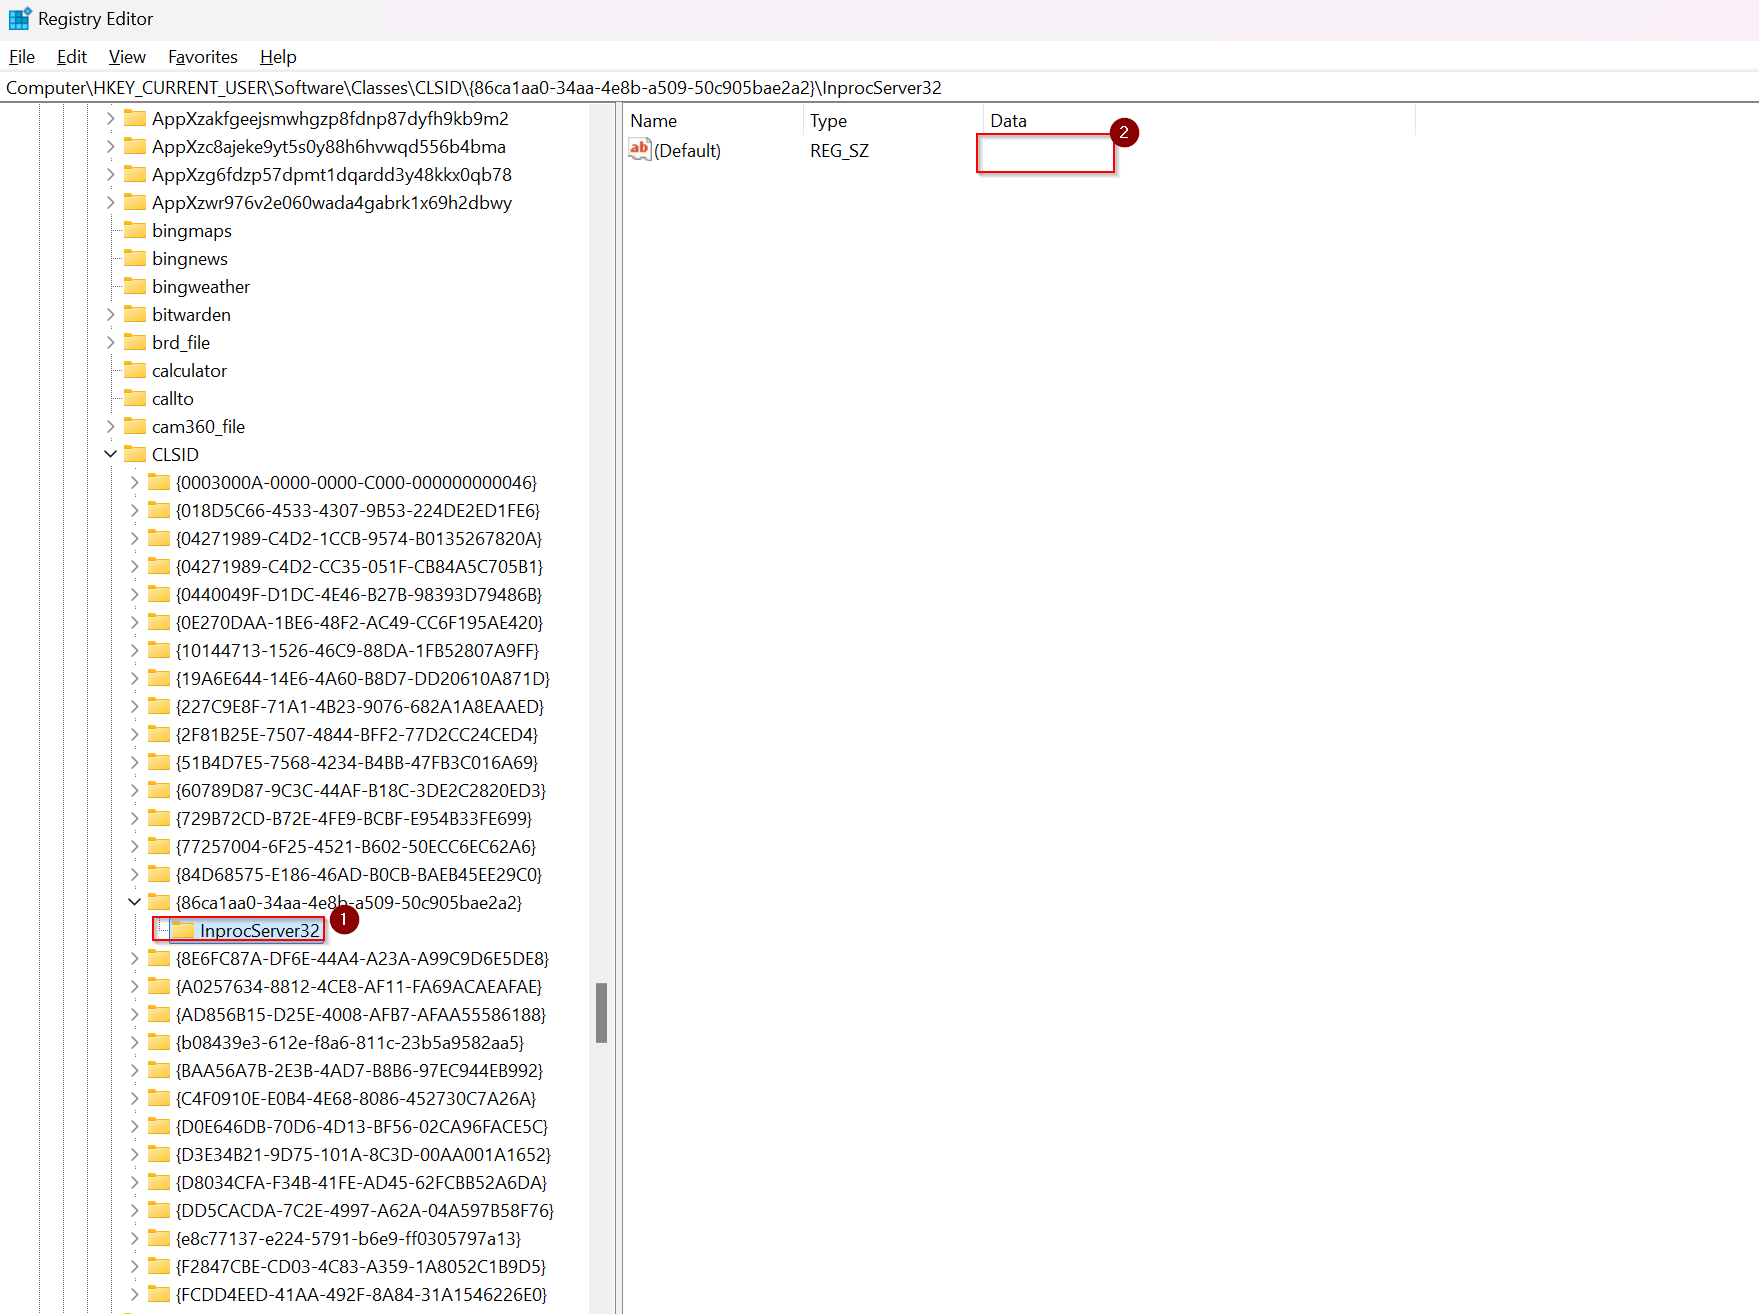 Registry Editor
File Edit View Favorites Help
Computer\HKEY_CURRENT_USER\Software\Classes\CLSID\{86ca1aa0-34aa-4e8b-a509-50c905bae2a2}\InprocServer32
AppXzakfgeejsmwhgzp8fdnp87dyfh9kb9m2
AppXzc8ajeke9yt5s0y88h6hvwqd556b4bma
AppXzg6fdzp57dpmt1dqardd3y48kkx0qb78
AppXzwr976v2e060wada4gabrk1x69h2dbwy
bingmaps
bingnews
bingweather
bitwarden
brd_file
calculator
callto
cam360_file
CLSID
{0003000A-0000-0000-C000-000000000046}
{018D5C66-4533-4307-9B53-224DE2ED1FE6}
{04271989-C4D2-1CCB-9574-B0135267820A}
{04271989-C4D2-CC35-051F-CB84A5C705B1}
{0440049F-D1DC-4E46-B27B-98393D79486B}
{0E270DAA-1BE6-48F2-AC49-CC6F195AE420}
{10144713-1526-46C9-88DA-1FB52807A9FF}
{19A6E644-14E6-4A60-B8D7-DD20610A871D}
{227C9E8F-71A1-4B23-9076-682A1A8EAAED}
{2F81B25E-7507-4844-BFF2-77D2CC24CED4}
{51B4D7E5-7568-4234-B4BB-47FB3C016A69}
{60789D87-9C3C-44AF-B18C-3DE2C2820ED3}
{729B72CD-B72E-4FE9-BCBF-E954B33FE699}
{77257004-6F25-4521-B602-50ECC6EC62A6}
{84D68575-E186-46AD-B0CB-BAEB45EE29C0}
{86ca1aa0-34aa-4e8b-a509-50c905bae2a2}
InprocServer32 1
{8E6FC87A-DF6E-44A4-A23A-A99C9D6E5DE8}
{A0257634-8812-4CE8-AF11-FA69ACAEAFAE}
{AD856B15-D25E-4008-AFB7-AFAA55586188}
{b08439e3-612e-f8a6-811c-23b5a9582aa5}
{BAA56A7B-2E3B-4AD7-B8B6-97EC944EB992}
{C4F0910E-E0B4-4E68-8086-452730C7A26A}
{D0E646DB-70D6-4D13-BF56-02CA96FACE5C}
{D3E34B21-9D75-101A-8C3D-00AA001A1652}
{D8034CFA-F34B-41FE-AD45-62FCBB52A6DA}
{DD5CACDA-7C2E-4997-A62A-04A597B58F76}
{e8c77137-e224-5791-b6e9-ff0305797a13}
{F2847CBE-CD03-4C83-A359-1A8052C1B9D5}
{FCDD4EED-41AA-492F-8A84-31A1546226E0}
Name Type Data 2
ab (Default) REG_SZ